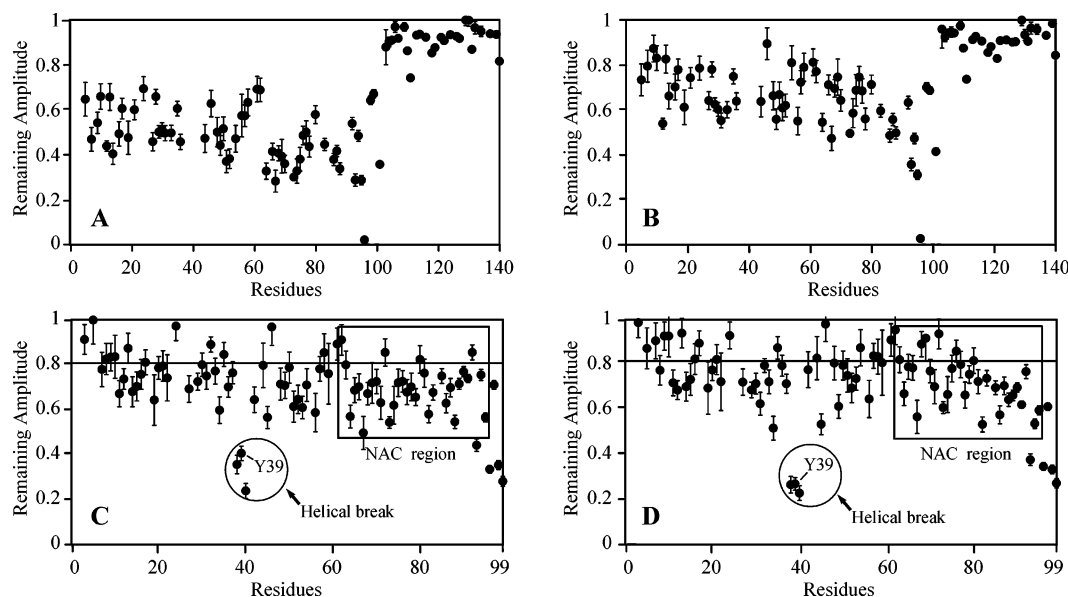 1
0.8
0.6
0.4
0.2
0
Remaining Amplitude
A
0 20 40 60 80 100 120 140
Residues
1
0.8
0.6
0.4
0.2
0
Remaining Amplitude
B
0 20 40 60 80 100 120 140
Residues
1
0.8
0.6
0.4
0.2
0
Remaining Amplitude
Y39
NAC region
Helical break
C
0 20 40 60 80 99
Residues
1
0.8
0.6
0.4
0.2
0
Remaining Amplitude
Y39
NAC region
Helical break
D
0 20 40 60 80 99
Residues